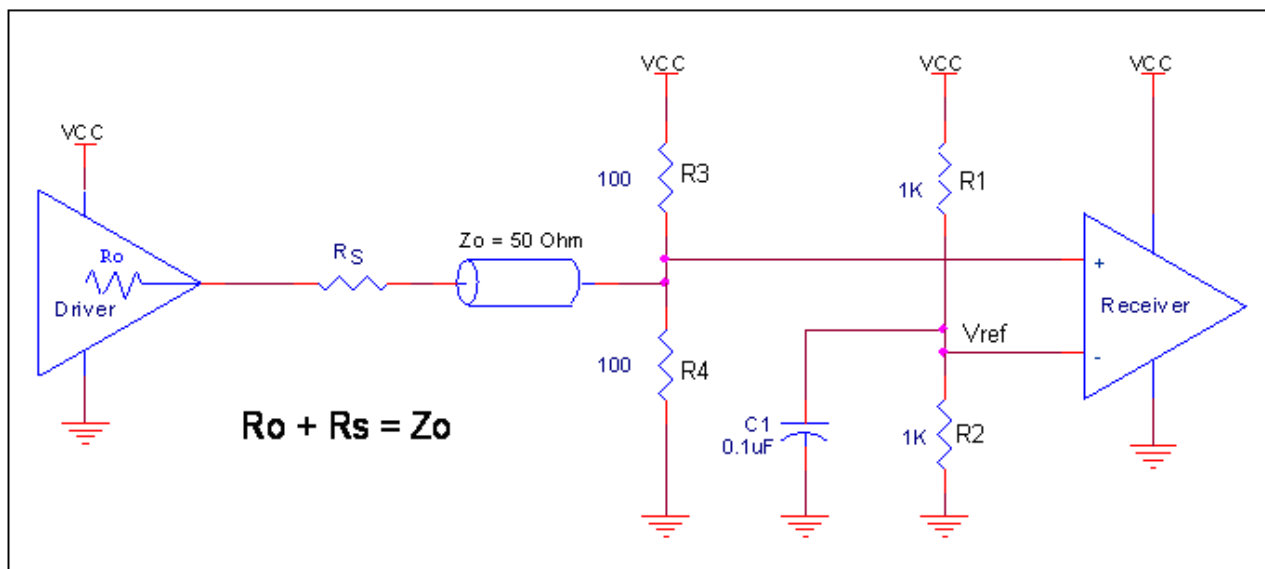 VCC
VCC
VCC
VCC
R3
100
1K
R1
Ro
Driver
RS
Zo = 50 Ohm
+
Receiver
Vref
-
100
R4
Ro + Rs = Zo
C1
0.1uF
1K
R2